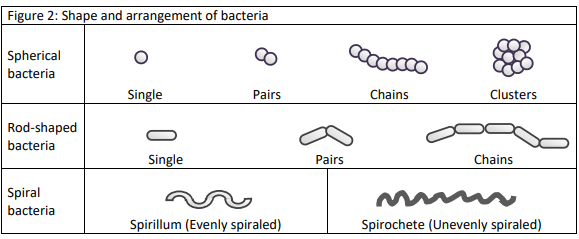 Figure 2: Shape and arrangement of bacteria
Spherical
bacteria
Single Pairs Chains Clusters
Rod-shaped
bacteria
Single Pairs Chains
Spiral
bacteria
Spirillum (Evenly spiraled) Spirochete (Unevenly spiraled)